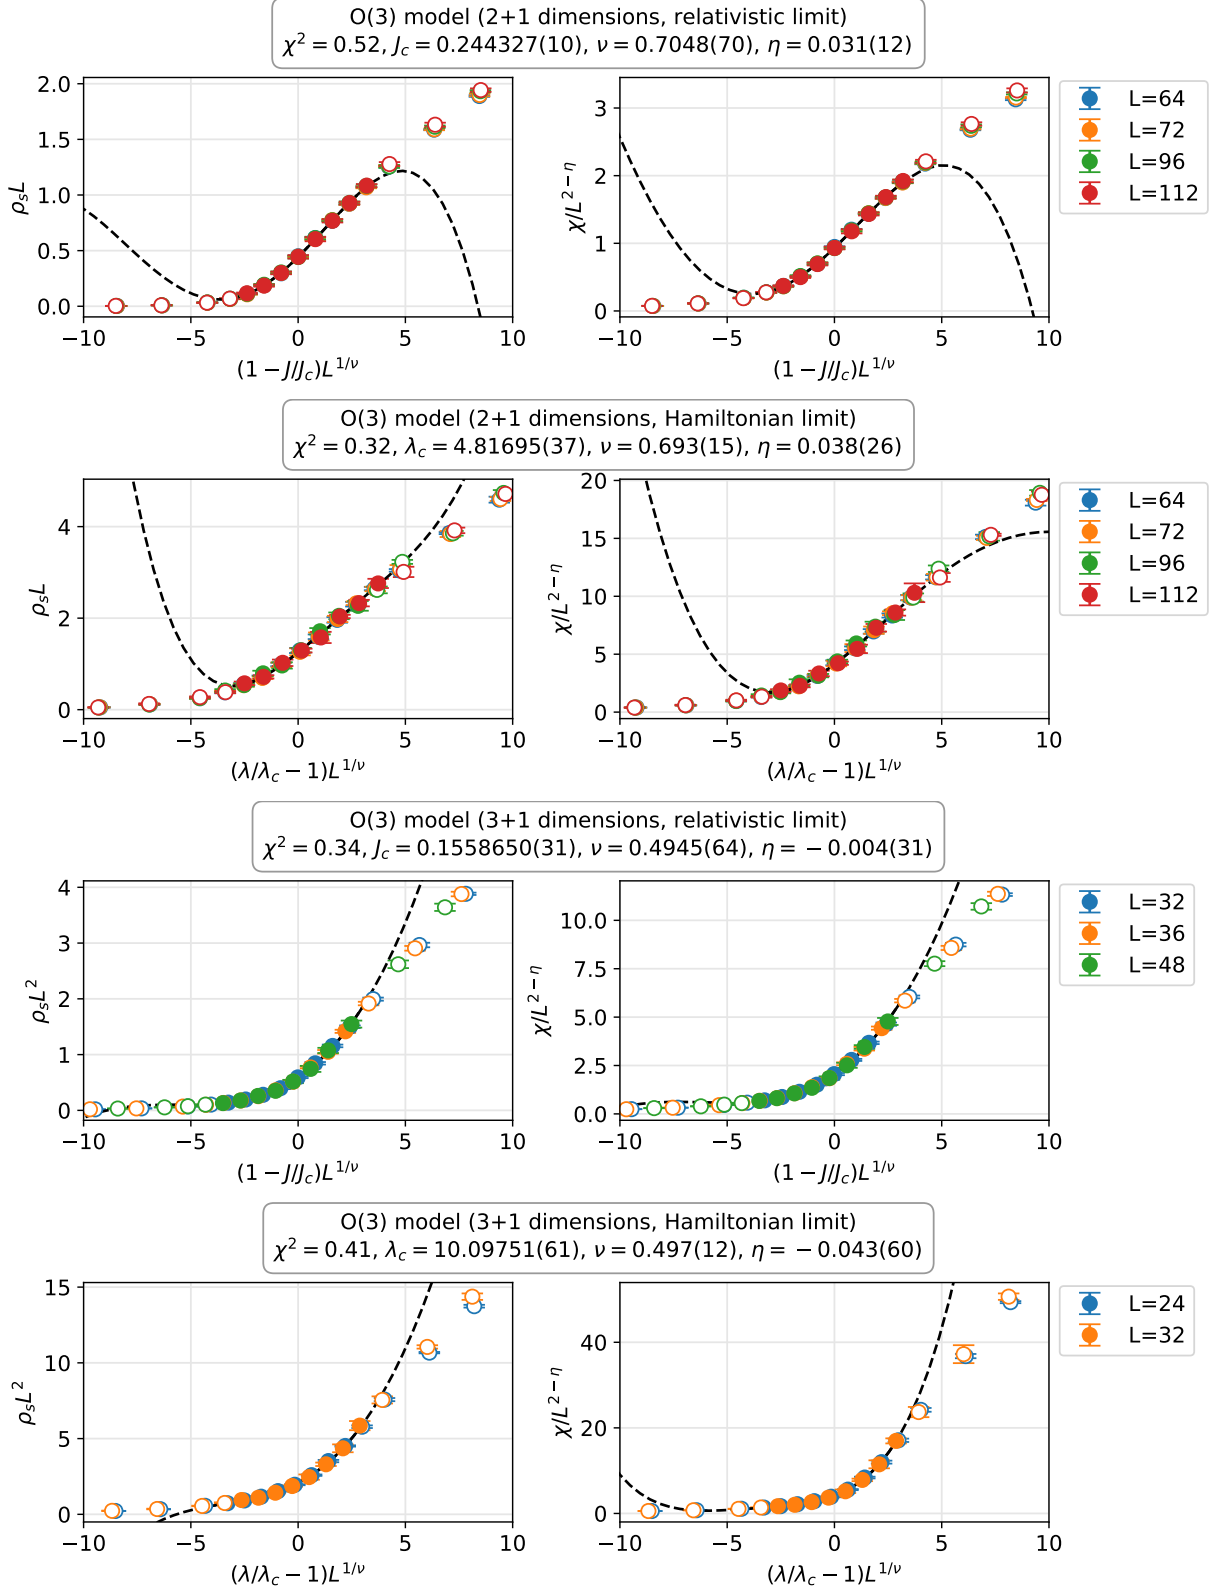 O(3) model (2+1 dimensions, relativistic limit)
χ² = 0.52, J_c = 0.244327(10), ν = 0.7048(70), η = 0.031(12)
2.0
1.5
1.0
0.5
0.0
ρ_s L
−10 −5 0 5 10
(1 − J/J_c)L^{1/ν}
3
2
1
0
χ/L^{2−η}
−10 −5 0 5 10
(1 − J/J_c)L^{1/ν}
L=64
L=72
L=96
L=112
O(3) model (2+1 dimensions, Hamiltonian limit)
χ² = 0.32, λ_c = 4.81695(37), ν = 0.693(15), η = 0.038(26)
4
2
0
ρ_s L
−10 −5 0 5 10
(λ/λ_c − 1)L^{1/ν}
20
15
10
5
0
χ/L^{2−η}
−10 −5 0 5 10
(λ/λ_c − 1)L^{1/ν}
L=64
L=72
L=96
L=112
O(3) model (3+1 dimensions, relativistic limit)
χ² = 0.34, J_c = 0.1558650(31), ν = 0.4945(64), η = −0.004(31)
4
3
2
1
0
ρ_s L²
−10 −5 0 5 10
(1 − J/J_c)L^{1/ν}
10.0
7.5
5.0
2.5
0.0
χ/L^{2−η}
−10 −5 0 5 10
(1 − J/J_c)L^{1/ν}
L=32
L=36
L=48
O(3) model (3+1 dimensions, Hamiltonian limit)
χ² = 0.41, λ_c = 10.09751(61), ν = 0.497(12), η = −0.043(60)
15
10
5
0
ρ_s L²
−10 −5 0 5 10
(λ/λ_c − 1)L^{1/ν}
40
20
0
χ/L^{2−η}
−10 −5 0 5 10
(λ/λ_c − 1)L^{1/ν}
L=24
L=32